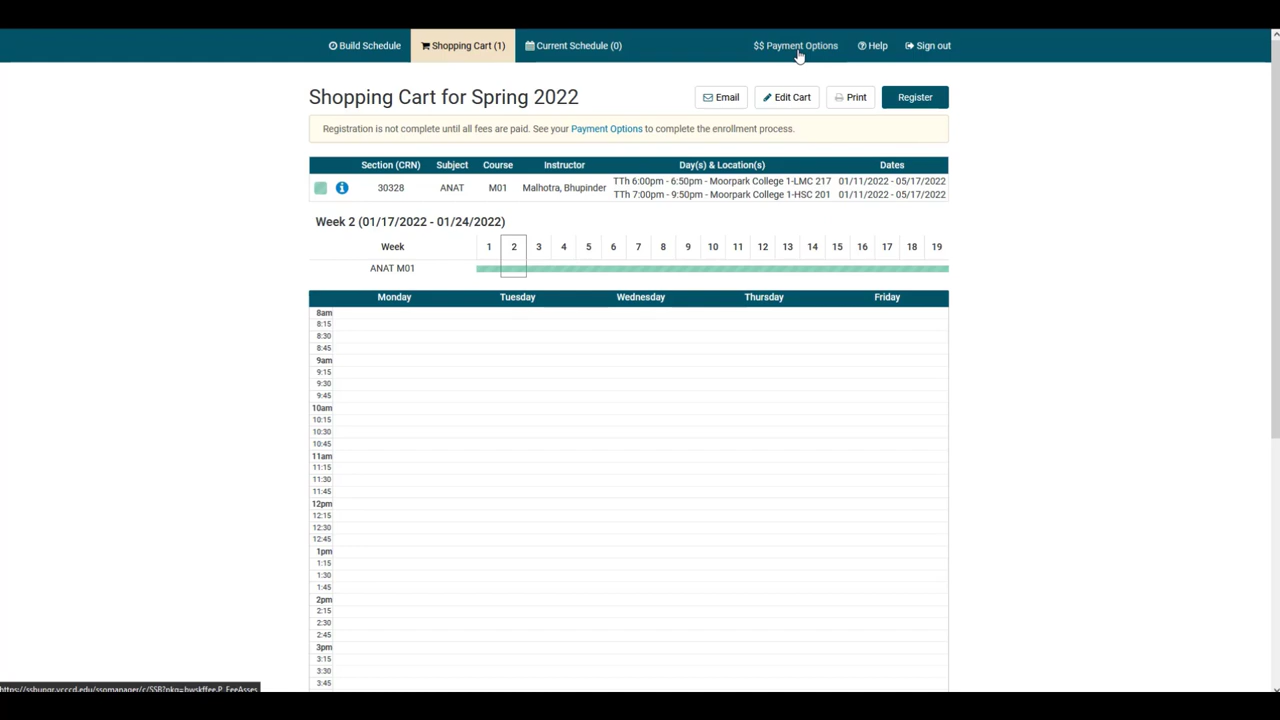 Build Schedule Shopping Cart (1) Current Schedule (0) $$ Payment Options Help Sign out
Shopping Cart for Spring 2022 Email Edit Cart Print Register
Registration is not complete until all fees are paid. See your Payment Options to complete the enrollment process.
Section (CRN) Subject Course Instructor Day(s) & Location(s) Dates
30328 ANAT M01 Malhotra, Bhupinder TTh 6:00pm - 6:50pm - Moorpark College 1-LMC 217 01/11/2022 - 05/17/2022
TTh 7:00pm - 9:50pm - Moorpark College 1-HSC 201 01/11/2022 - 05/17/2022
Week 2 (01/17/2022 - 01/24/2022)
Week 1 2 3 4 5 6 7 8 9 10 11 12 13 14 15 16 17 18 19
ANAT M01
Monday Tuesday Wednesday Thursday Friday
8am
8:15
8:30
8:45
9am
9:15
9:30
9:45
10am
10:15
10:30
10:45
11am
11:15
11:30
11:45
12pm
12:15
12:30
12:45
1pm
1:15
1:30
1:45
2pm
2:15
2:30
2:45
3pm
3:15
3:30
3:45